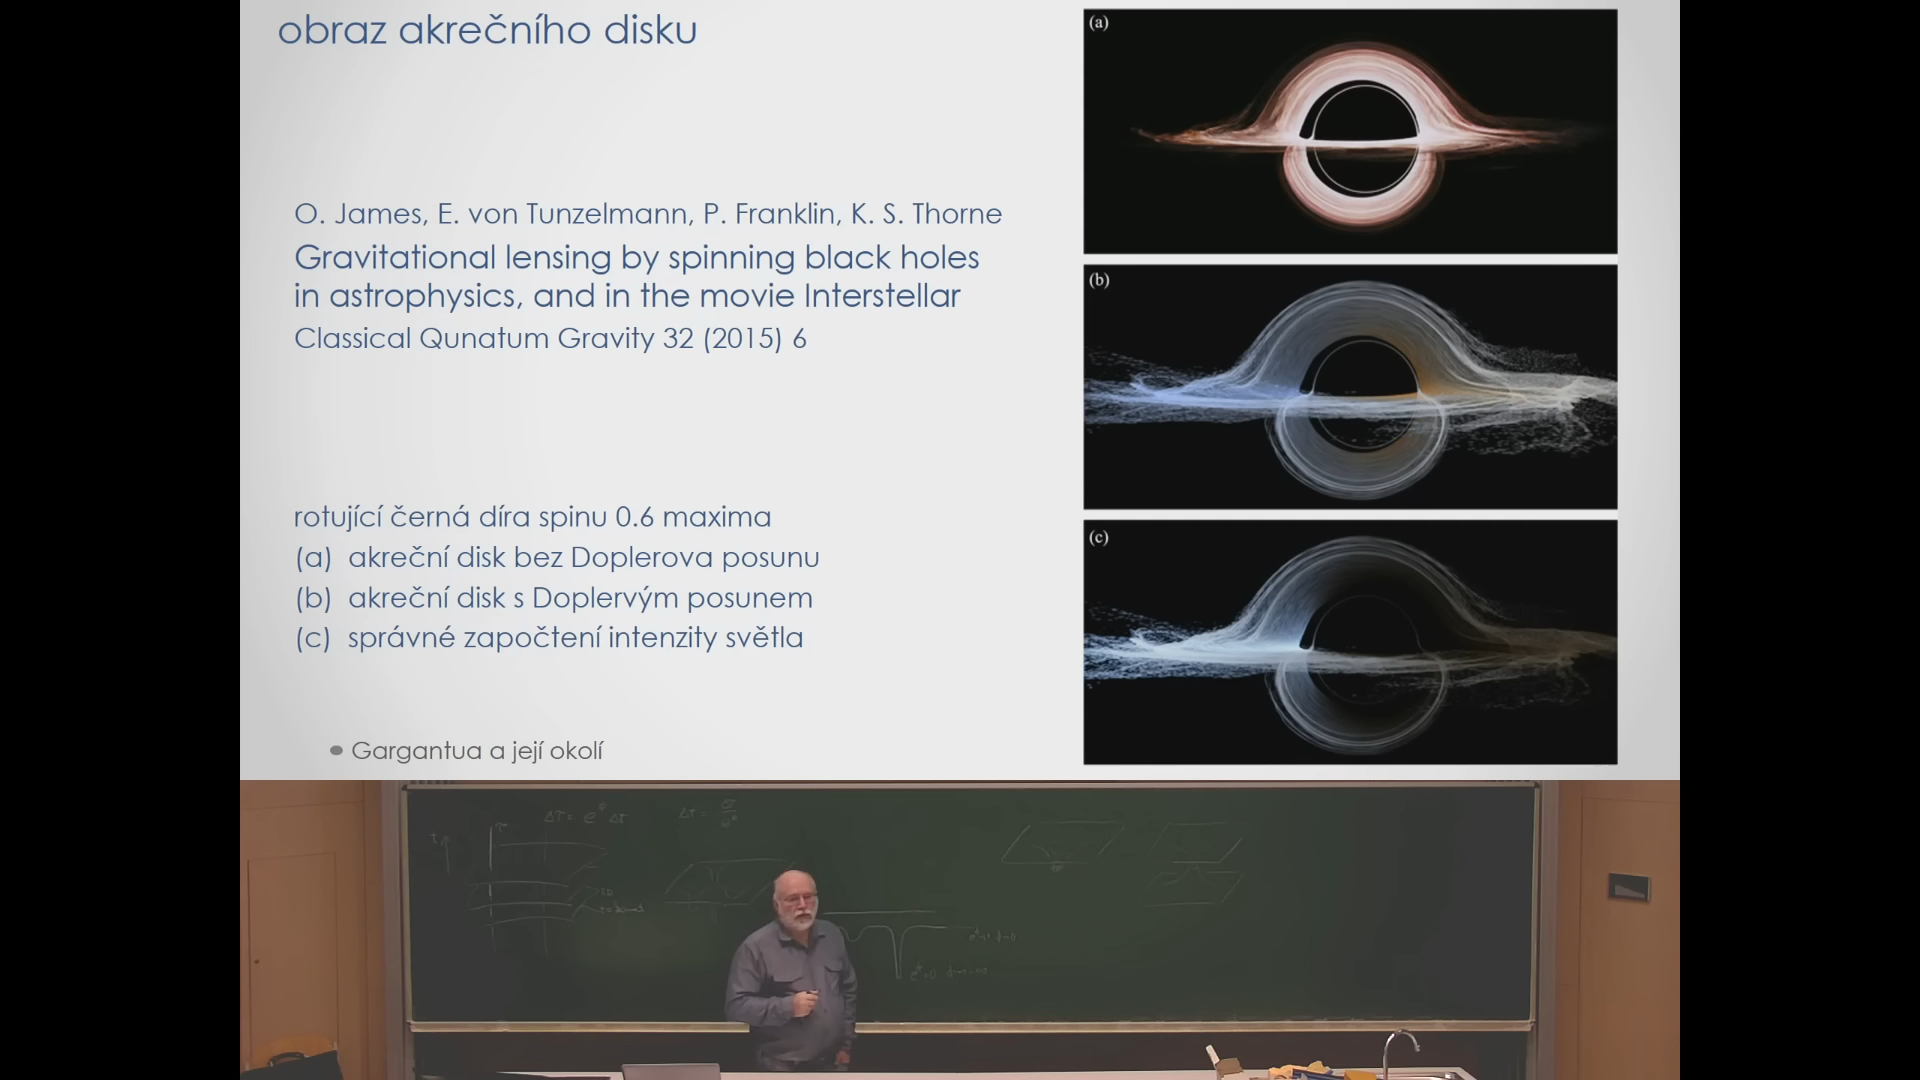 obraz akrečního disku
O. James, E. von Tunzelmann, P. Franklin, K. S. Thorne
Gravitational lensing by spinning black holes
in astrophysics, and in the movie Interstellar
Classical Qunatum Gravity 32 (2015) 6
rotující černá díra spinu 0.6 maxima
(a) akreční disk bez Doplerova posunu
(b) akreční disk s Doplervým posunem
(c) správné započtení intenzity světla
Gargantua a její okolí
(a)
(b)
(c)